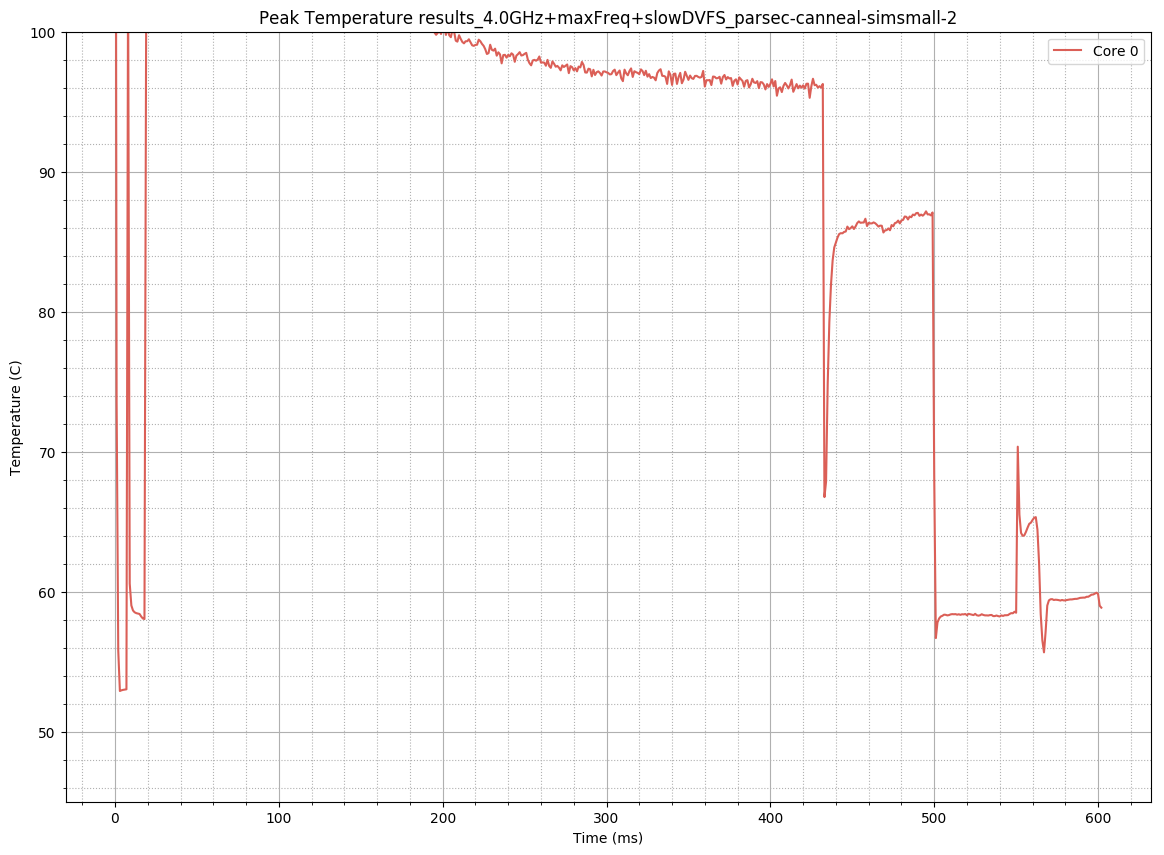 Peak Temperature results_4.0GHz+maxFreq+slowDVFS_parsec-canneal-simsmall-2
Core 0
Temperature (C)
100
90
80
70
60
50
0 100 200 300 400 500 600
Time (ms)